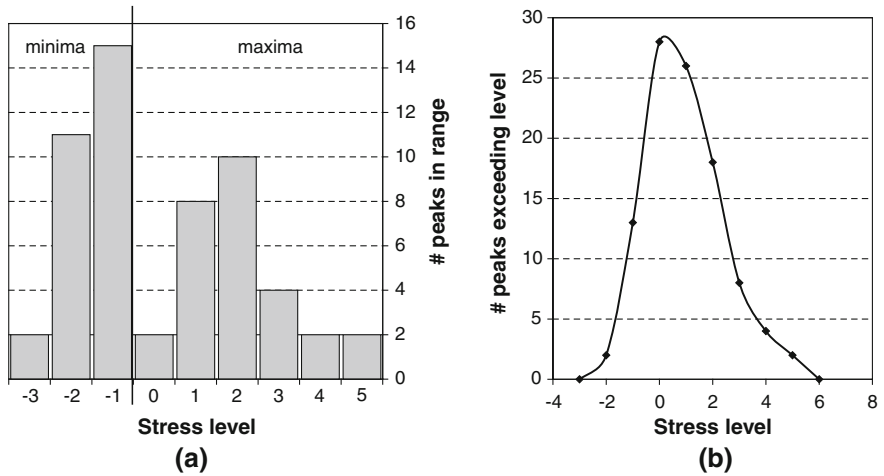 minima
maxima
16
14
12
10
8
6
4
2
0
# peaks in range
-3 -2 -1 0 1 2 3 4 5
Stress level
(a)
30
25
20
15
10
5
0
# peaks exceeding level
-4 -2 0 2 4 6 8
Stress level
(b)